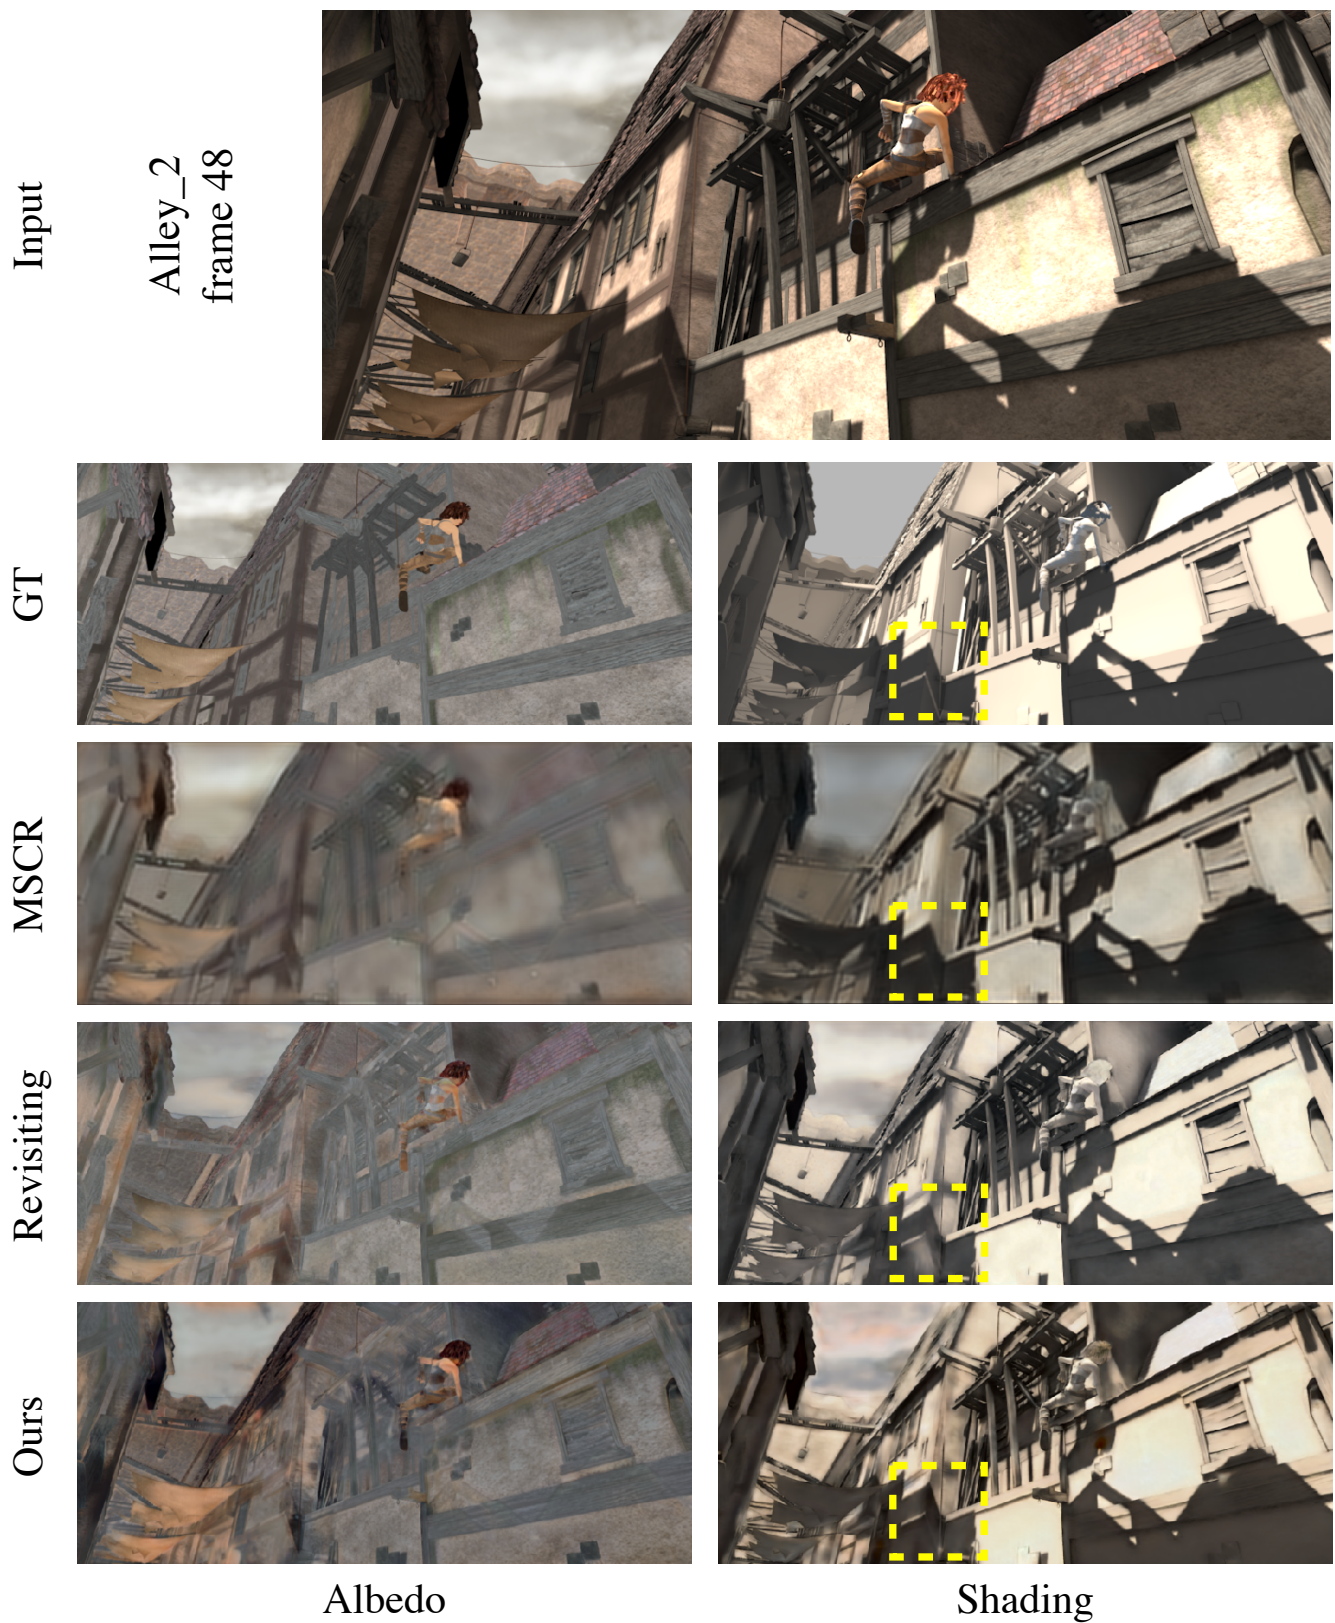 Input
Alley_2
frame 48
GT
MSCR
Revisiting
Ours
Albedo
Shading